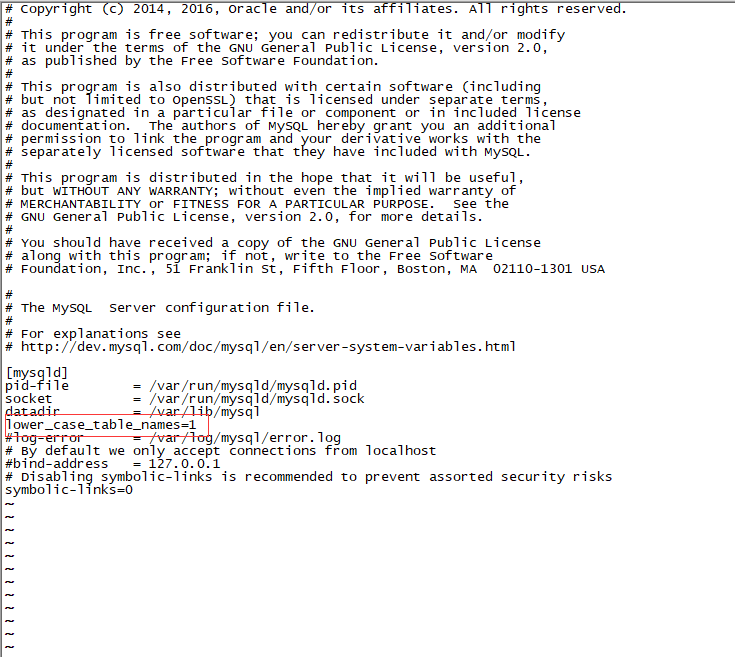 # Copyright (c) 2014, 2016, Oracle and/or its affiliates. All rights reserved.
#
# This program is free software; you can redistribute it and/or modify
# it under the terms of the GNU General Public License, version 2.0,
# as published by the Free Software Foundation.
#
# This program is also distributed with certain software (including
# but not limited to OpenSSL) that is licensed under separate terms,
# as designated in a particular file or component or in included license
# documentation.  The authors of MySQL hereby grant you an additional
# permission to link the program and your derivative works with the
# separately licensed software that they have included with MySQL.
#
# This program is distributed in the hope that it will be useful,
# but WITHOUT ANY WARRANTY; without even the implied warranty of
# MERCHANTABILITY or FITNESS FOR A PARTICULAR PURPOSE.  See the
# GNU General Public License, version 2.0, for more details.
#
# You should have received a copy of the GNU General Public License
# along with this program; if not, write to the Free Software
# Foundation, Inc., 51 Franklin St, Fifth Floor, Boston, MA  02110-1301 USA

#
# The MySQL  Server configuration file.
#
# For explanations see
# http://dev.mysql.com/doc/mysql/en/server-system-variables.html

[mysqld]
pid-file        = /var/run/mysqld/mysqld.pid
socket          = /var/run/mysqld/mysqld.sock
datadir         = /var/lib/mysql
lower_case_table_names=1
#log-error      = /var/log/mysql/error.log
# By default we only accept connections from localhost
#bind-address   = 127.0.0.1
# Disabling symbolic-links is recommended to prevent assorted security risks
symbolic-links=0
~
~
~
~
~
~
~
~
~
~
~
~